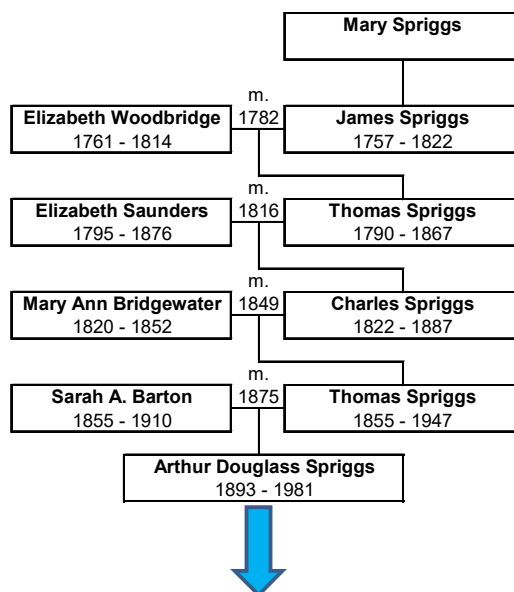 Mary Spriggs
m.
Elizabeth Woodbridge 1782 James Spriggs
1761 - 1814 1757 - 1822
m.
Elizabeth Saunders 1816 Thomas Spriggs
1795 - 1876 1790 - 1867
m.
Mary Ann Bridgewater 1849 Charles Spriggs
1820 - 1852 1822 - 1887
m.
Sarah A. Barton 1875 Thomas Spriggs
1855 - 1910 1855 - 1947
Arthur Douglass Spriggs
1893 - 1981